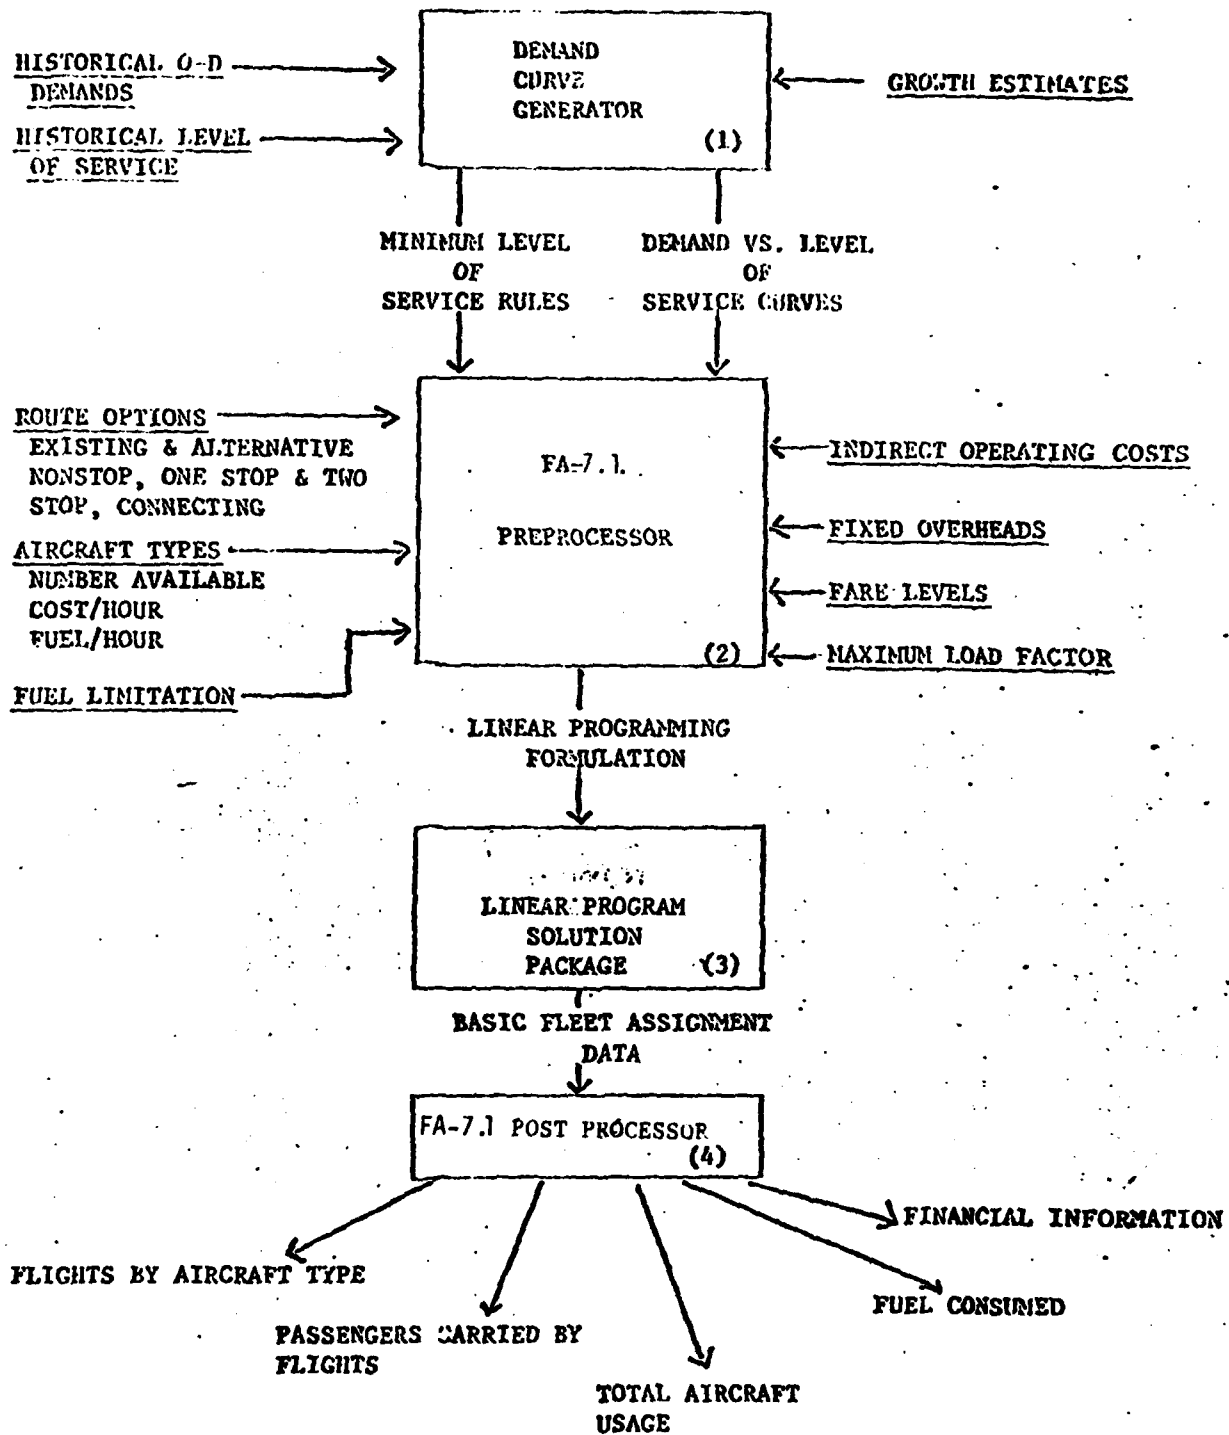 HISTORICAL O-D
DEMANDS
HISTORICAL LEVEL
OF SERVICE
DEMAND
CURVE
GENERATOR
(1)
GROWTH ESTIMATES
MINIMUM LEVEL
OF
SERVICE RULES
DEMAND VS. LEVEL
OF
SERVICE CURVES
ROUTE OPTIONS
EXISTING & ALTERNATIVE
NONSTOP, ONE STOP & TWO
STOP, CONNECTING
AIRCRAFT TYPES
NUMBER AVAILABLE
COST/HOUR
FUEL/HOUR
FUEL LIMITATION
FA-7.1
PREPROCESSOR
(2)
INDIRECT OPERATING COSTS
FIXED OVERHEADS
FARE LEVELS
MAXIMUM LOAD FACTOR
LINEAR PROGRAMMING
FORMULATION
LINEAR PROGRAM
SOLUTION
PACKAGE (3)
BASIC FLEET ASSIGNMENT
DATA
FA-7.1 POST PROCESSOR
(4)
FLIGHTS BY AIRCRAFT TYPE
PASSENGERS CARRIED BY
FLIGHTS
TOTAL AIRCRAFT
USAGE
FUEL CONSUMED
FINANCIAL INFORMATION